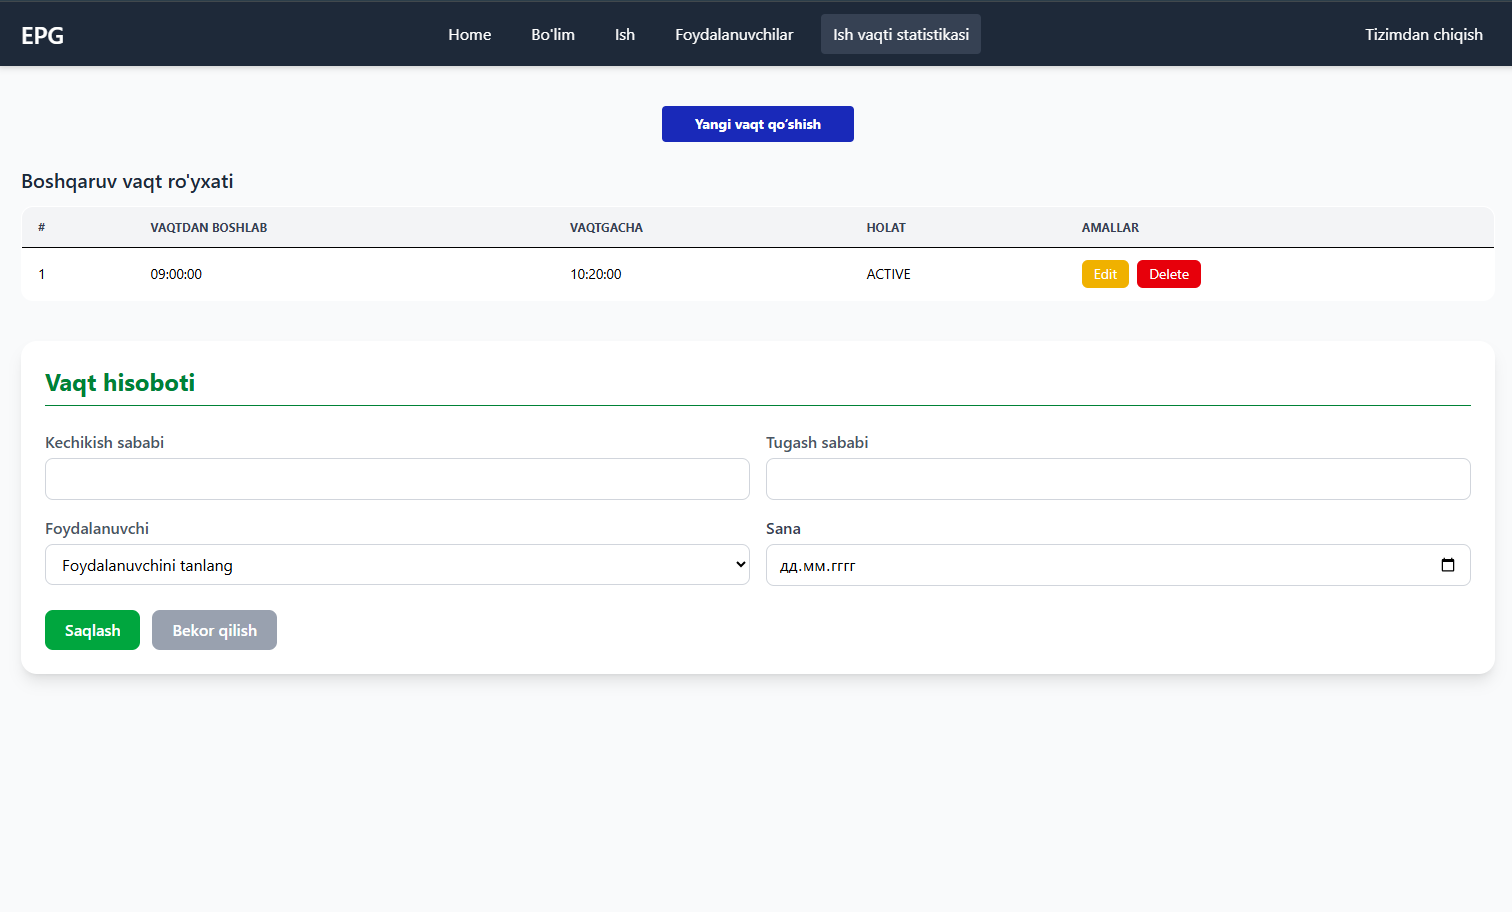 EPG
Home Bo'lim Ish Foydalanuvchilar Ish vaqti statistikasi Tizimdan chiqish
Yangi vaqt qo‘shish
Boshqaruv vaqt ro'yxati
# VAQTDAN BOSHLAB VAQTGACHA HOLAT AMALLAR
1 09:00:00 10:20:00 ACTIVE Edit Delete
Vaqt hisoboti
Kechikish sababi Tugash sababi
Foydalanuvchi Sana
Foydalanuvchini tanlang дд.мм.гггг
Saqlash Bekor qilish